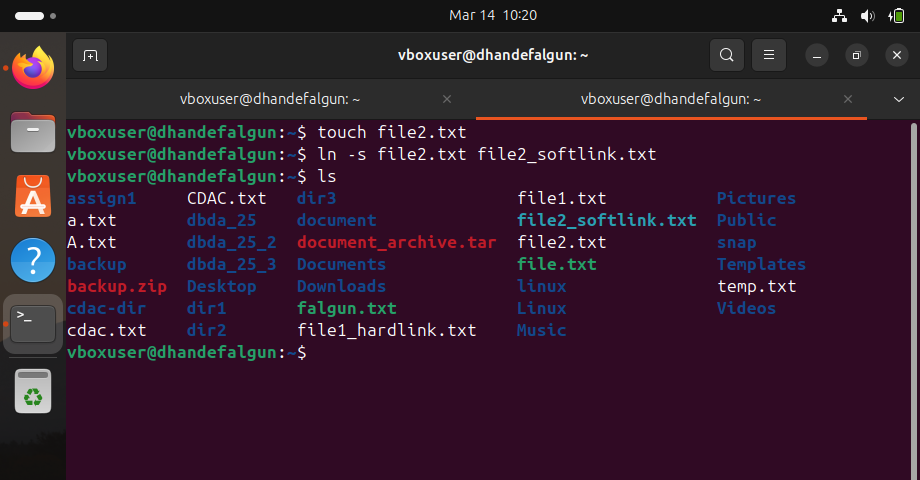 Mar 14 10:20
vboxuser@dhandefalgun: ~
vboxuser@dhandefalgun: ~ vboxuser@dhandefalgun: ~
vboxuser@dhandefalgun:~$ touch file2.txt
vboxuser@dhandefalgun:~$ ln -s file2.txt file2_softlink.txt
vboxuser@dhandefalgun:~$ ls
assign1 CDAC.txt dir3 file1.txt Pictures
a.txt dbda_25 document file2_softlink.txt Public
A.txt dbda_25_2 document_archive.tar file2.txt snap
backup dbda_25_3 Documents file.txt Templates
backup.zip Desktop Downloads linux temp.txt
cdac-dir dir1 falgun.txt Linux Videos
cdac.txt dir2 file1_hardlink.txt Music
vboxuser@dhandefalgun:~$